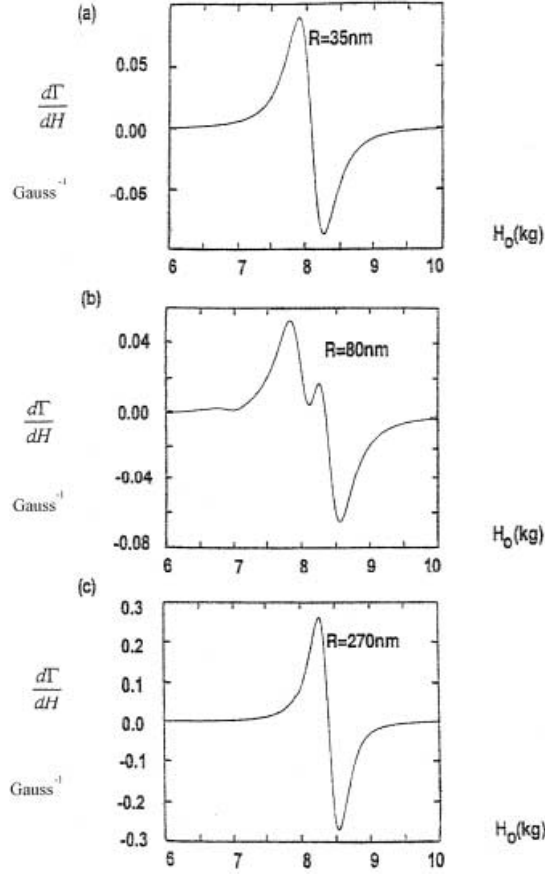 (a)
R=35nm
0.05
dΓ
dH
0.00
Gauss⁻¹
-0.05
H₀(kg)
6 7 8 9 10
(b)
0.04
R=80nm
dΓ
dH
0.00
-0.04
Gauss⁻¹
-0.08
H₀(kg)
6 7 8 9 10
(c)
0.3
R=270nm
0.2
dΓ
dH
0.1
0.0
-0.1
Gauss⁻¹
-0.2
-0.3
H₀(kg)
6 7 8 9 10